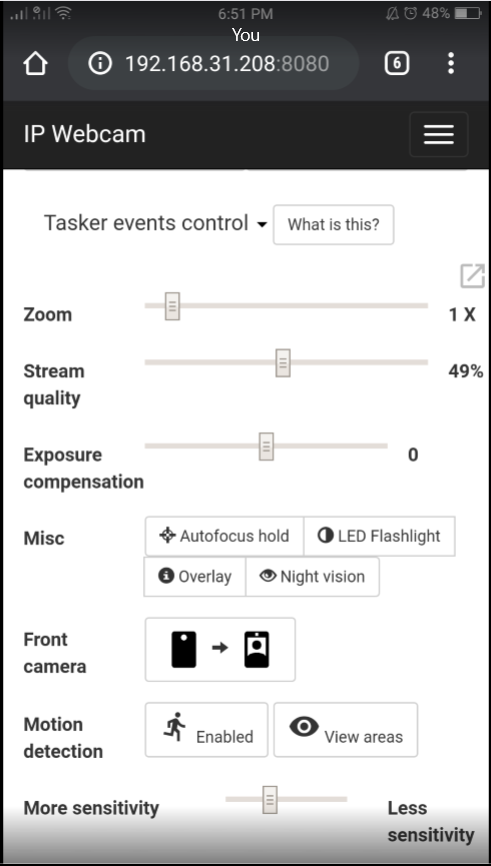 6:51 PM
48%
You
192.168.31.208:8080
6
IP Webcam
Tasker events control
What is this?
Zoom
1 X
Stream
quality
49%
Exposure
compensation
0
Misc
Autofocus hold
LED Flashlight
Overlay
Night vision
Front
camera
Motion
detection
Enabled
View areas
More sensitivity
Less
sensitivity